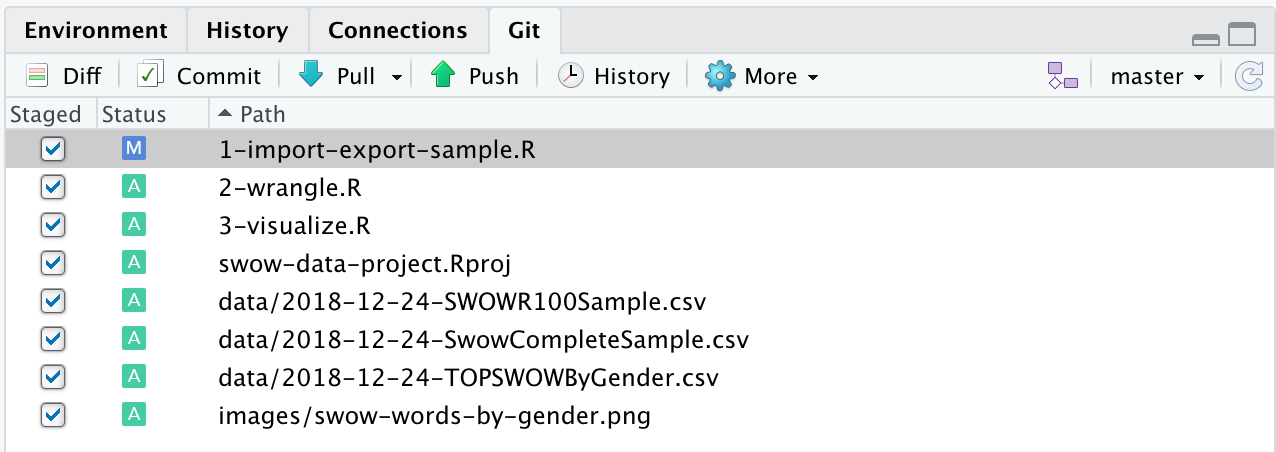 Environment History Connections Git
Diff Commit Pull Push History More master
Staged Status Path
M 1-import-export-sample.R
A 2-wrangle.R
A 3-visualize.R
A swow-data-project.Rproj
A data/2018-12-24-SWOWR100Sample.csv
A data/2018-12-24-SwowCompleteSample.csv
A data/2018-12-24-TOPSWOWByGender.csv
A images/swow-words-by-gender.png